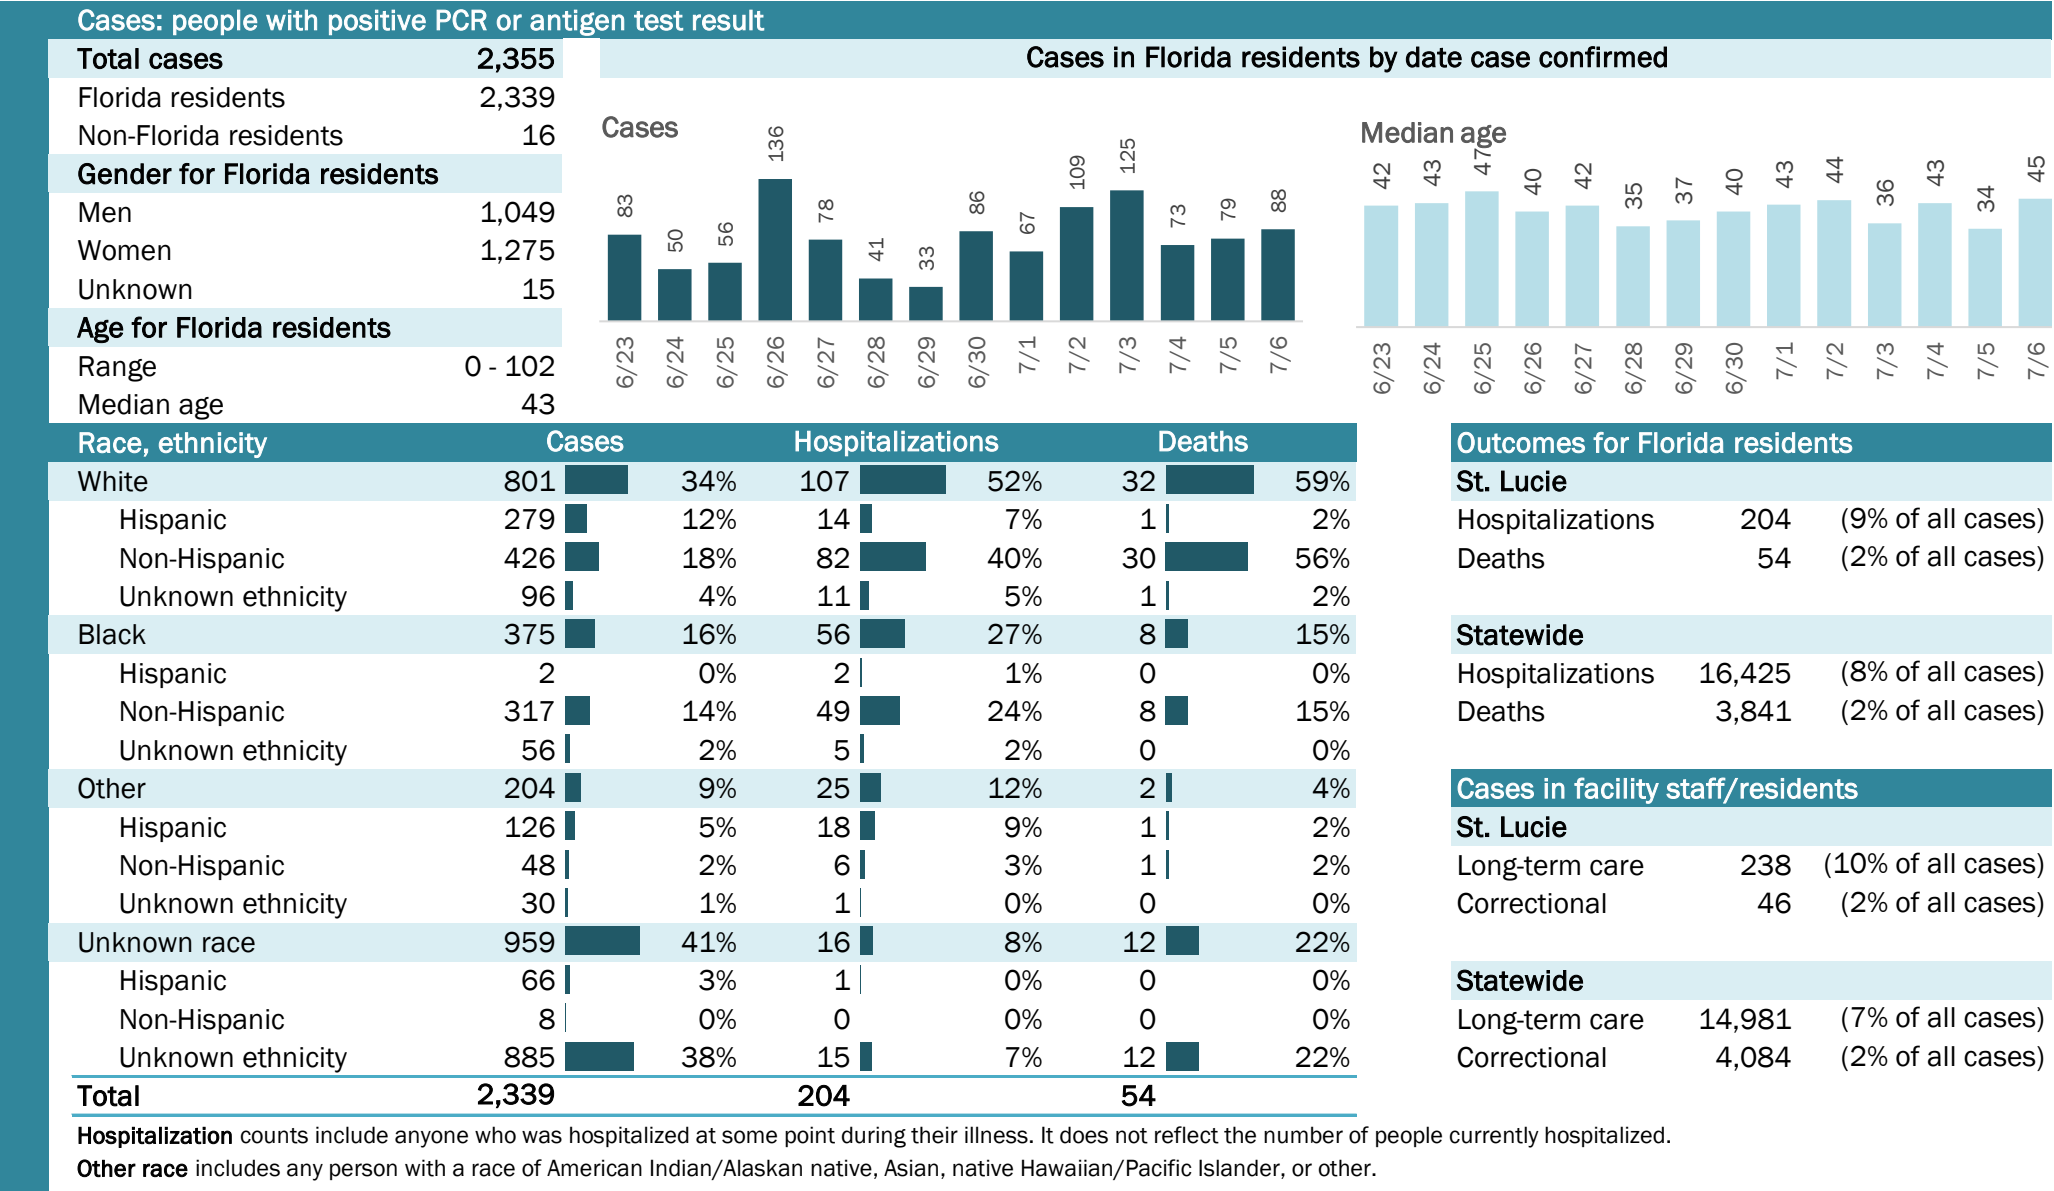 Cases: people with positive PCR or antigen test result
Total cases 2,355
Florida residents 2,339
Non-Florida residents 16
Gender for Florida residents
Men 1,049
Women 1,275
Unknown 15
Age for Florida residents
Range 0 - 102
Median age 43
Cases in Florida residents by date case confirmed
Cases
83 50 56 136 78 41 33 86 67 109 125 73 79 88
6/23 6/24 6/25 6/26 6/27 6/28 6/29 6/30 7/1 7/2 7/3 7/4 7/5 7/6
Median age
42 43 47 40 42 35 37 40 43 44 36 43 34 45
6/23 6/24 6/25 6/26 6/27 6/28 6/29 6/30 7/1 7/2 7/3 7/4 7/5 7/6
Race, ethnicity Cases Hospitalizations Deaths
White 801 34% 107 52% 32 59%
Hispanic 279 12% 14 7% 1 2%
Non-Hispanic 426 18% 82 40% 30 56%
Unknown ethnicity 96 4% 11 5% 1 2%
Black 375 16% 56 27% 8 15%
Hispanic 2 0% 2 1% 0 0%
Non-Hispanic 317 14% 49 24% 8 15%
Unknown ethnicity 56 2% 5 2% 0 0%
Other 204 9% 25 12% 2 4%
Hispanic 126 5% 18 9% 1 2%
Non-Hispanic 48 2% 6 3% 1 2%
Unknown ethnicity 30 1% 1 0% 0 0%
Unknown race 959 41% 16 8% 12 22%
Hispanic 66 3% 1 0% 0 0%
Non-Hispanic 8 0% 0 0% 0 0%
Unknown ethnicity 885 38% 15 7% 12 22%
Total 2,339 204 54
Outcomes for Florida residents
St. Lucie
Hospitalizations 204 (9% of all cases)
Deaths 54 (2% of all cases)
Statewide
Hospitalizations 16,425 (8% of all cases)
Deaths 3,841 (2% of all cases)
Cases in facility staff/residents
St. Lucie
Long-term care 238 (10% of all cases)
Correctional 46 (2% of all cases)
Statewide
Long-term care 14,981 (7% of all cases)
Correctional 4,084 (2% of all cases)
Hospitalization counts include anyone who was hospitalized at some point during their illness. It does not reflect the number of people currently hospitalized.
Other race includes any person with a race of American Indian/Alaskan native, Asian, native Hawaiian/Pacific Islander, or other.